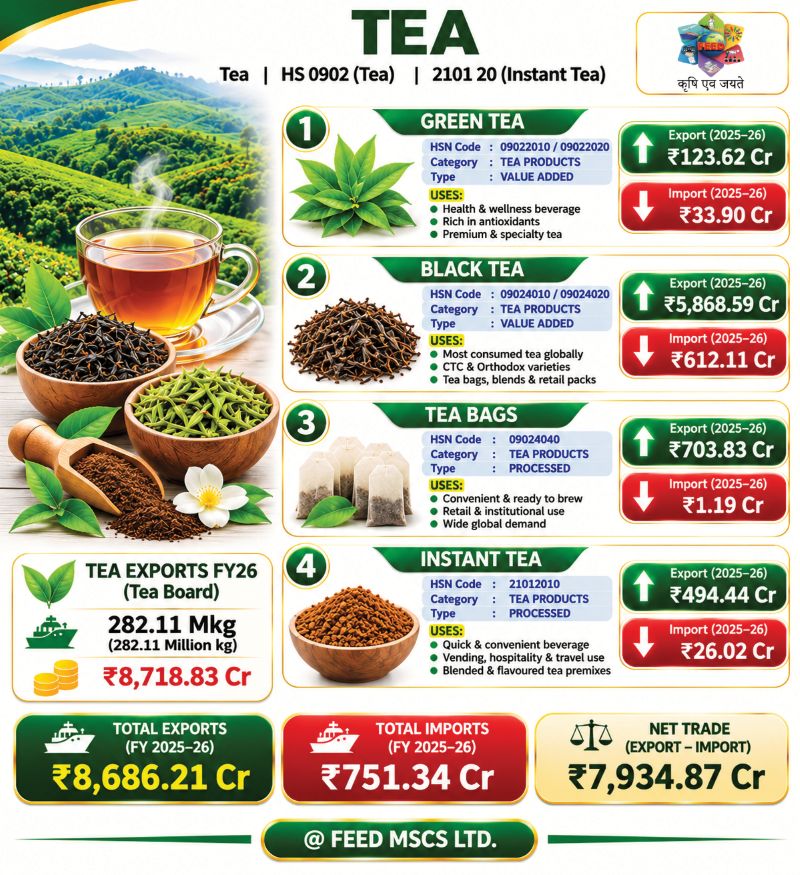 TEA
Tea | HS 0902 (Tea) | 2101 20 (Instant Tea)
FEED
कृषि एव जयते
1
GREEN TEA
HSN Code : 09022010 / 09022020
Category : TEA PRODUCTS
Type : VALUE ADDED
USES:
Health & wellness beverage
Rich in antioxidants
Premium & specialty tea
Export (2025–26)
₹123.62 Cr
Import (2025–26)
₹33.90 Cr
2
BLACK TEA
HSN Code : 09024010 / 09024020
Category : TEA PRODUCTS
Type : VALUE ADDED
USES:
Most consumed tea globally
CTC & Orthodox varieties
Tea bags, blends & retail packs
Export (2025–26)
₹5,868.59 Cr
Import (2025–26)
₹612.11 Cr
3
TEA BAGS
HSN Code : 09024040
Category : TEA PRODUCTS
Type : PROCESSED
USES:
Convenient & ready to brew
Retail & institutional use
Wide global demand
Export (2025–26)
₹703.83 Cr
Import (2025–26)
₹1.19 Cr
4
INSTANT TEA
HSN Code : 21012010
Category : TEA PRODUCTS
Type : PROCESSED
USES:
Quick & convenient beverage
Vending, hospitality & travel use
Blended & flavoured tea premixes
Export (2025–26)
₹494.44 Cr
Import (2025–26)
₹26.02 Cr
TEA EXPORTS FY26
(Tea Board)
282.11 Mkg
(282.11 Million kg)
₹8,718.83 Cr
TOTAL EXPORTS
(FY 2025–26)
₹8,686.21 Cr
TOTAL IMPORTS
(FY 2025–26)
₹751.34 Cr
NET TRADE
(EXPORT – IMPORT)
₹7,934.87 Cr
@ FEED MSCS LTD.